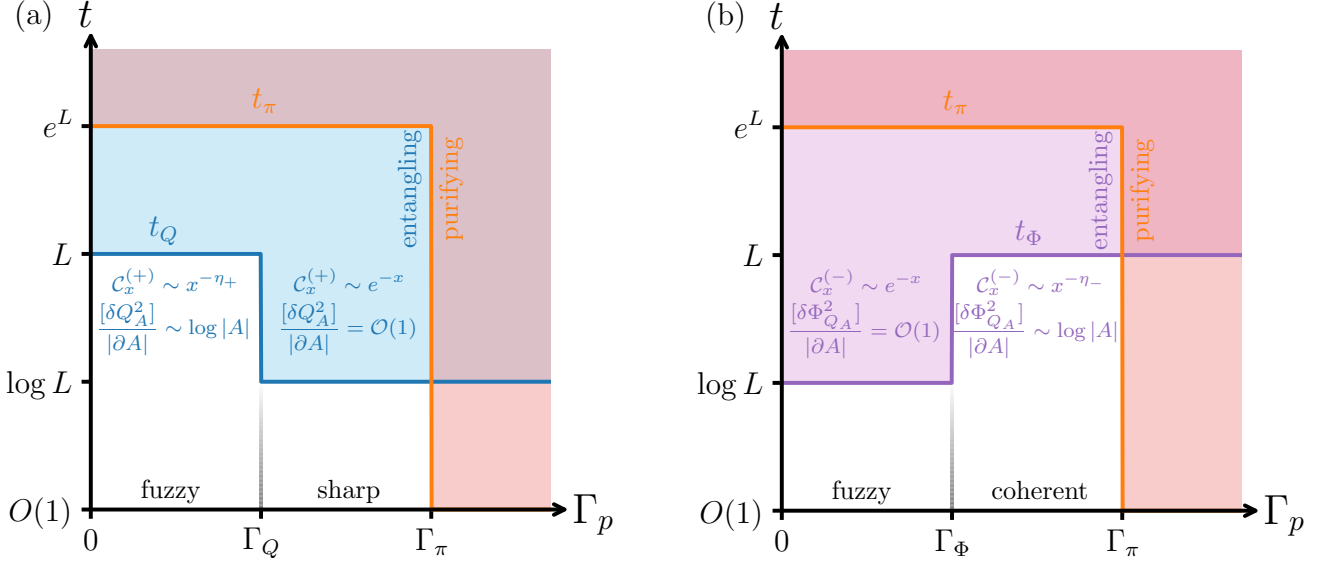 (a)
t
t_π
e^L
entangling
purifying
t_Q
L
C_x^{(+)} ∼ x^{-η_+}
[δQ_A^2] / |∂A| ∼ log |A|
C_x^{(+)} ∼ e^{-x}
[δQ_A^2] / |∂A| = O(1)
log L
fuzzy
sharp
O(1)
Γ_p
0
Γ_Q
Γ_π
(b)
t
t_π
e^L
entangling
purifying
t_Φ
L
C_x^{(-)} ∼ e^{-x}
[δΦ_{Q_A}^2] / |∂A| = O(1)
C_x^{(-)} ∼ x^{-η_-}
[δΦ_{Q_A}^2] / |∂A| ∼ log |A|
log L
fuzzy
coherent
O(1)
Γ_p
0
Γ_Φ
Γ_π